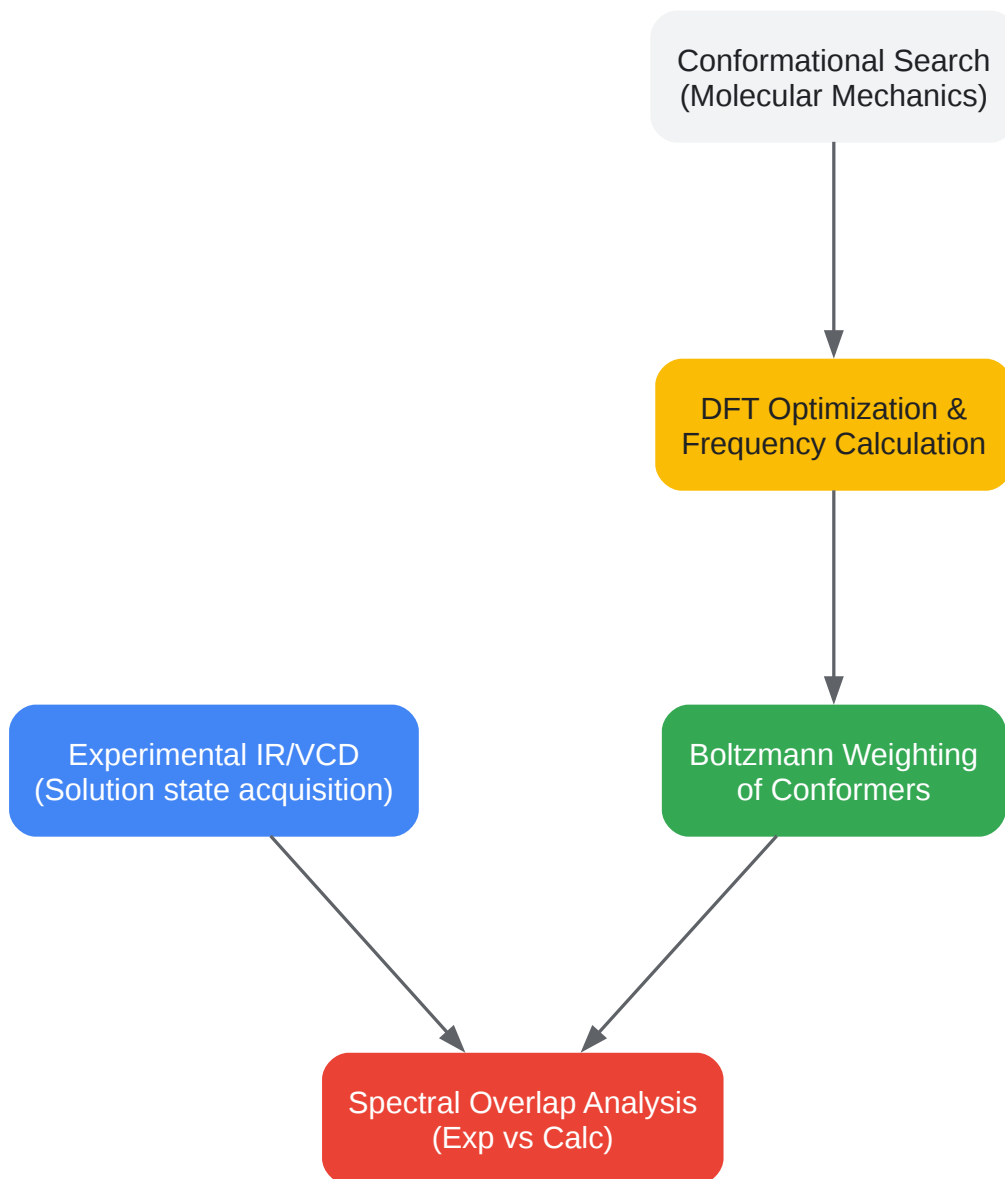 Conformational Search
(Molecular Mechanics)
DFT Optimization &
Frequency Calculation
Experimental IR/VCD
(Solution state acquisition)
Boltzmann Weighting
of Conformers
Spectral Overlap Analysis
(Exp vs Calc)